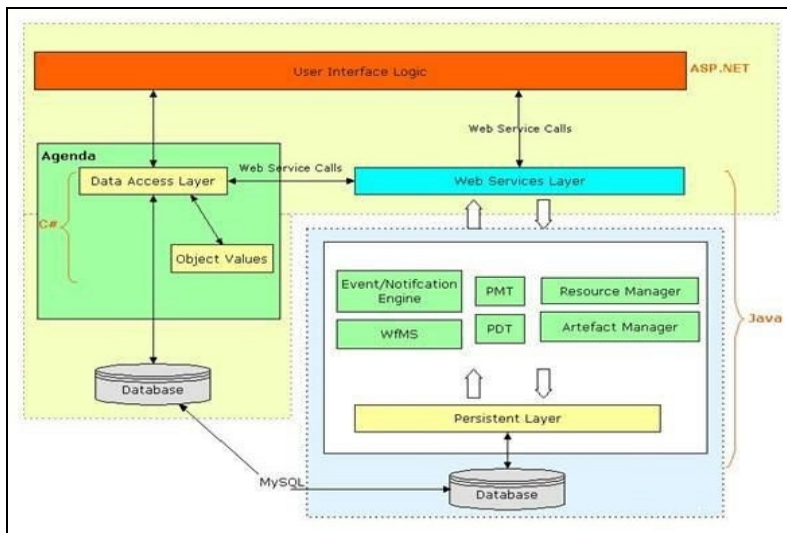 User Interface Logic
ASP.NET
Web Service Calls
Agenda
Web Service Calls
Data Access Layer
Web Services Layer
C#
Object Values
Event/Notifcation
Engine
PMT
Resource Manager
WfMS
PDT
Artefact Manager
Java
Database
Persistent Layer
MySQL
Database